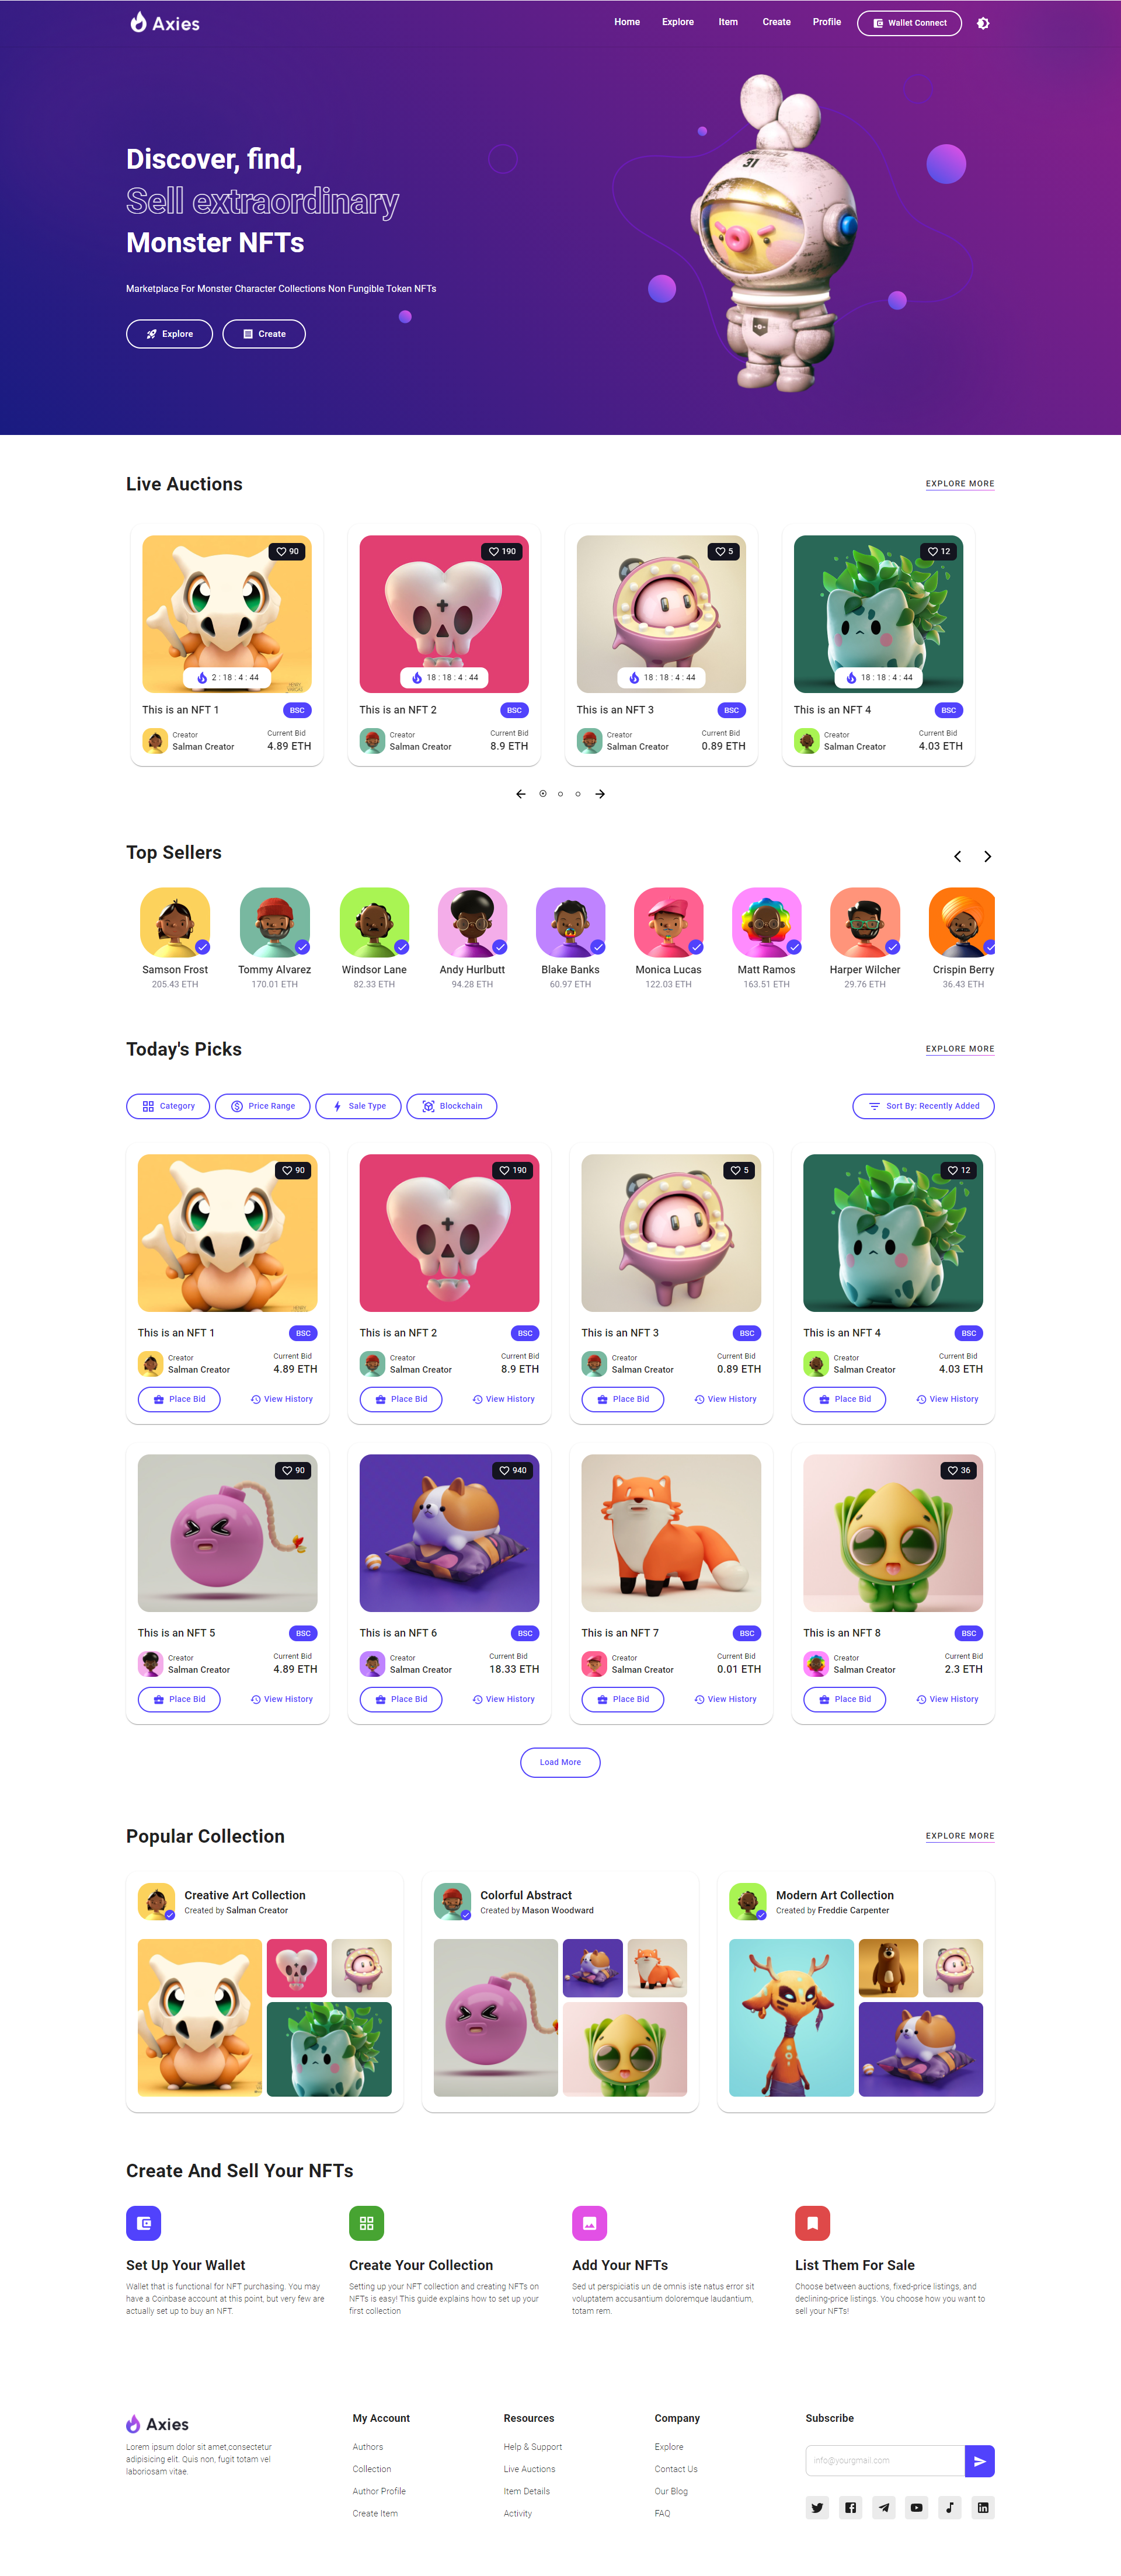 Axies
Home Explore Item Create Profile Wallet Connect
31
Discover, find,
Sell extraordinary
Monster NFTs
Marketplace For Monster Character Collections Non Fungible Token NFTs
Explore Create
Live Auctions EXPLORE MORE
90 190 5 12
2 : 18 : 4 : 44 18 : 18 : 4 : 44 18 : 18 : 4 : 44 18 : 18 : 4 : 44
This is an NFT 1 BSC This is an NFT 2 BSC This is an NFT 3 BSC This is an NFT 4 BSC
Creator Current Bid Creator Current Bid Creator Current Bid Creator Current Bid
Salman Creator 4.89 ETH Salman Creator 8.9 ETH Salman Creator 0.89 ETH Salman Creator 4.03 ETH
Top Sellers
Samson Frost Tommy Alvarez Windsor Lane Andy Hurlbutt Blake Banks Monica Lucas Matt Ramos Harper Wilcher Crispin Berry
205.43 ETH 170.01 ETH 82.33 ETH 94.28 ETH 60.97 ETH 122.03 ETH 163.51 ETH 29.76 ETH 36.43 ETH
Today's Picks EXPLORE MORE
Category Price Range Sale Type Blockchain Sort By: Recently Added
90 190 5 12
This is an NFT 1 BSC This is an NFT 2 BSC This is an NFT 3 BSC This is an NFT 4 BSC
Creator Current Bid Creator Current Bid Creator Current Bid Creator Current Bid
Salman Creator 4.89 ETH Salman Creator 8.9 ETH Salman Creator 0.89 ETH Salman Creator 4.03 ETH
Place Bid View History Place Bid View History Place Bid View History Place Bid View History
90 940 36
This is an NFT 5 BSC This is an NFT 6 BSC This is an NFT 7 BSC This is an NFT 8 BSC
Creator Current Bid Creator Current Bid Creator Current Bid Creator Current Bid
Salman Creator 4.89 ETH Salman Creator 18.33 ETH Salman Creator 0.01 ETH Salman Creator 2.3 ETH
Place Bid View History Place Bid View History Place Bid View History Place Bid View History
Load More
Popular Collection EXPLORE MORE
Creative Art Collection Colorful Abstract Modern Art Collection
Created by Salman Creator Created by Mason Woodward Created by Freddie Carpenter
Create And Sell Your NFTs
Set Up Your Wallet
Wallet that is functional for NFT purchasing. You may
have a Coinbase account at this point, but very few are
actually set up to buy an NFT.
Create Your Collection
Setting up your NFT collection and creating NFTs on
NFTs is easy! This guide explains how to set up your
first collection
Add Your NFTs
Sed ut perspiciatis un de omnis iste natus error sit
voluptatem accusantium doloremque laudantium,
totam rem.
List Them For Sale
Choose between auctions, fixed-price listings, and
declining-price listings. You choose how you want to
sell your NFTs!
Axies
Lorem ipsum dolor sit amet,consectetur
adipisicing elit. Quis non, fugit totam vel
laboriosam vitae.
My Account
Authors
Collection
Author Profile
Create Item
Resources
Help & Support
Live Auctions
Item Details
Activity
Company
Explore
Contact Us
Our Blog
FAQ
Subscribe
info@yourgmail.com